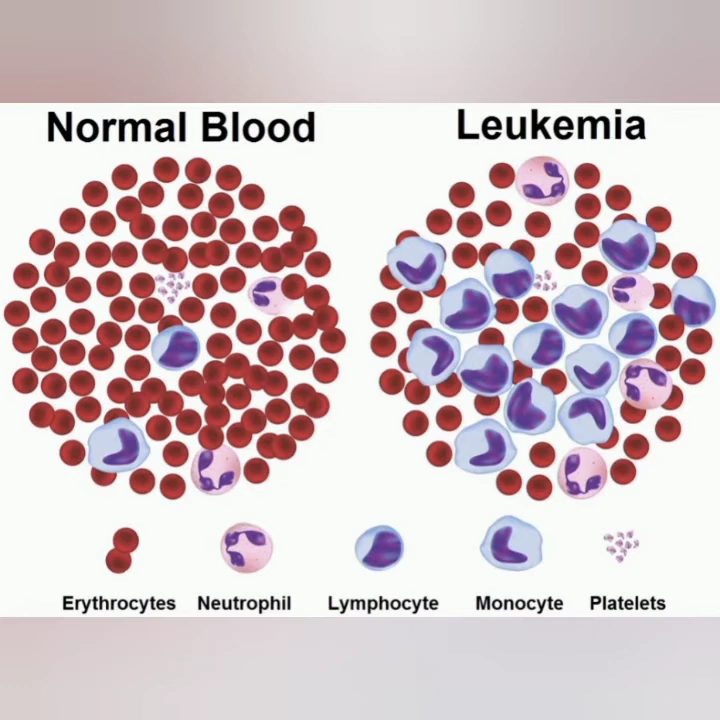 Normal Blood
Leukemia
Erythrocytes
Neutrophil
Lymphocyte
Monocyte
Platelets